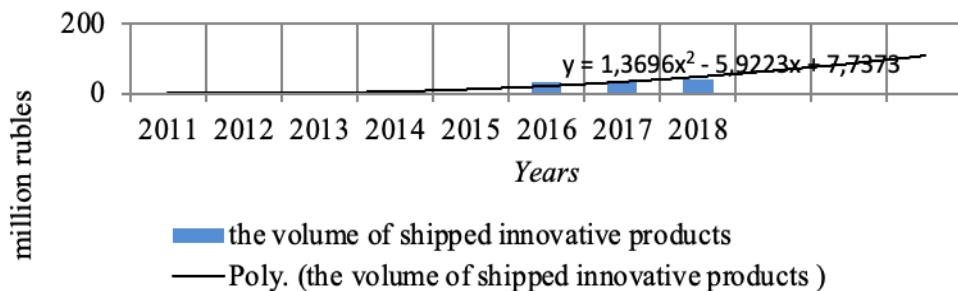 200
y = 1,3696x² - 5,9223x + 7,7373
0
2011 2012 2013 2014 2015 2016 2017 2018
Years
million rubles
the volume of shipped innovative products
Poly. (the volume of shipped innovative products )